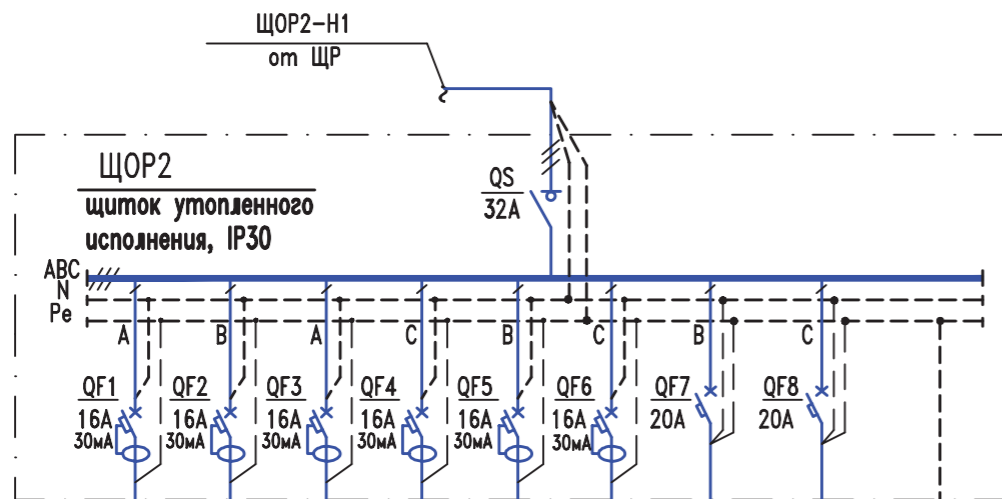 ЩОР2-Н1
от ЩР
ЩОР2
щиток утопленного
исполнения, IP30
QS
32А
ABC
N
Pe
A B A C B C B C
QF1 QF2 QF3 QF4 QF5 QF6 QF7 QF8
16А 16А 16А 16А 16А 16А 20А 20А
30мА 30мА 30мА 30мА 30мА 30мА